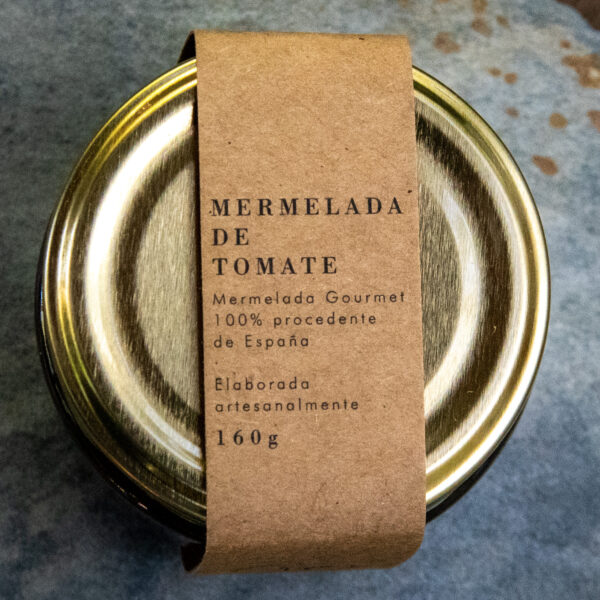 MERMELADA
DE
TOMATE
Mermelada Gourmet
100% procedente
de España
Elaborada
artesanalmente
160g